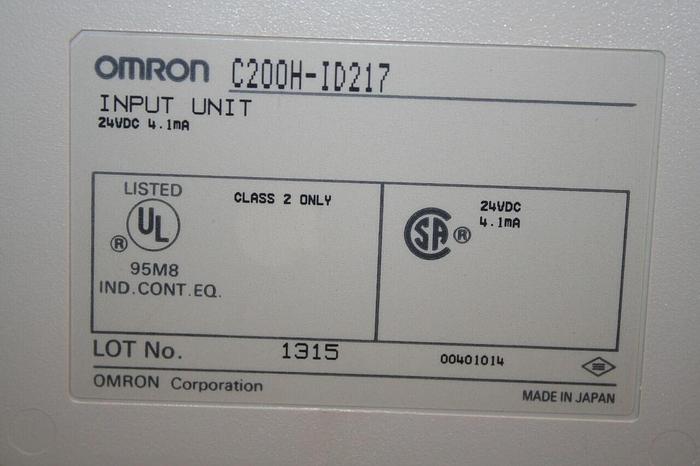 OMRON C200H-ID217
INPUT UNIT
24VDC 4.1mA
LISTED
UL
®
95M8
IND.CONT.EQ.
CLASS 2 ONLY
CSA ®
24VDC
4.1mA
LOT No. 1315 00401014
OMRON Corporation
MADE IN JAPAN